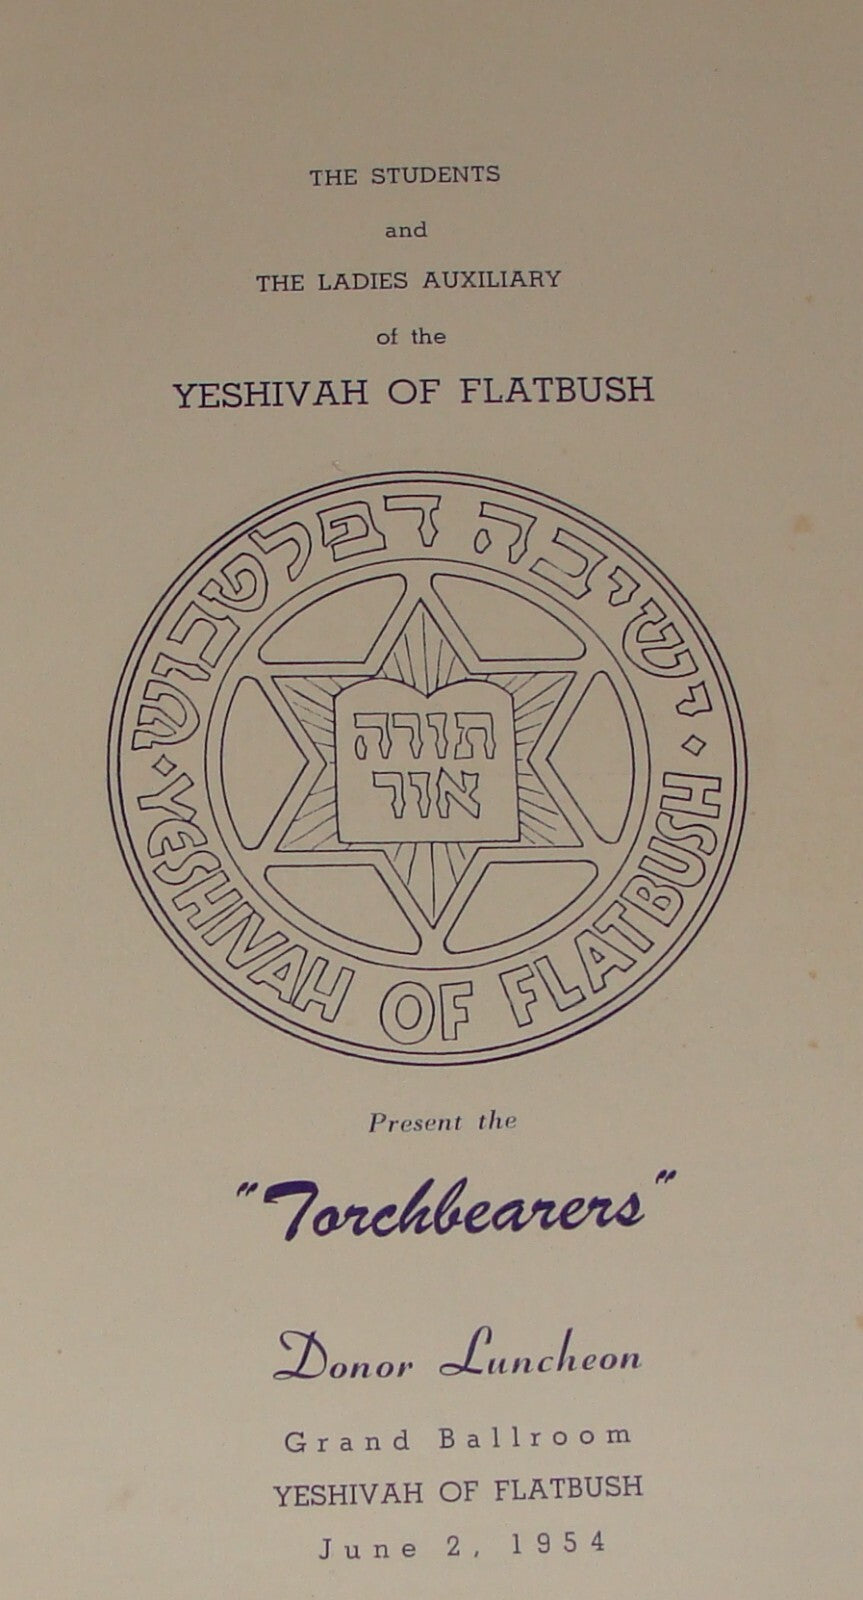 THE STUDENTS
and
THE LADIES AUXILIARY
of the
YESHIVAH OF FLATBUSH
ישיבה דפלטבוש
תורה
אור
YESHIVAH OF FLATBUSH
Present the
"Torchbearers"
Donor Luncheon
Grand Ballroom
YESHIVAH OF FLATBUSH
June 2, 1954